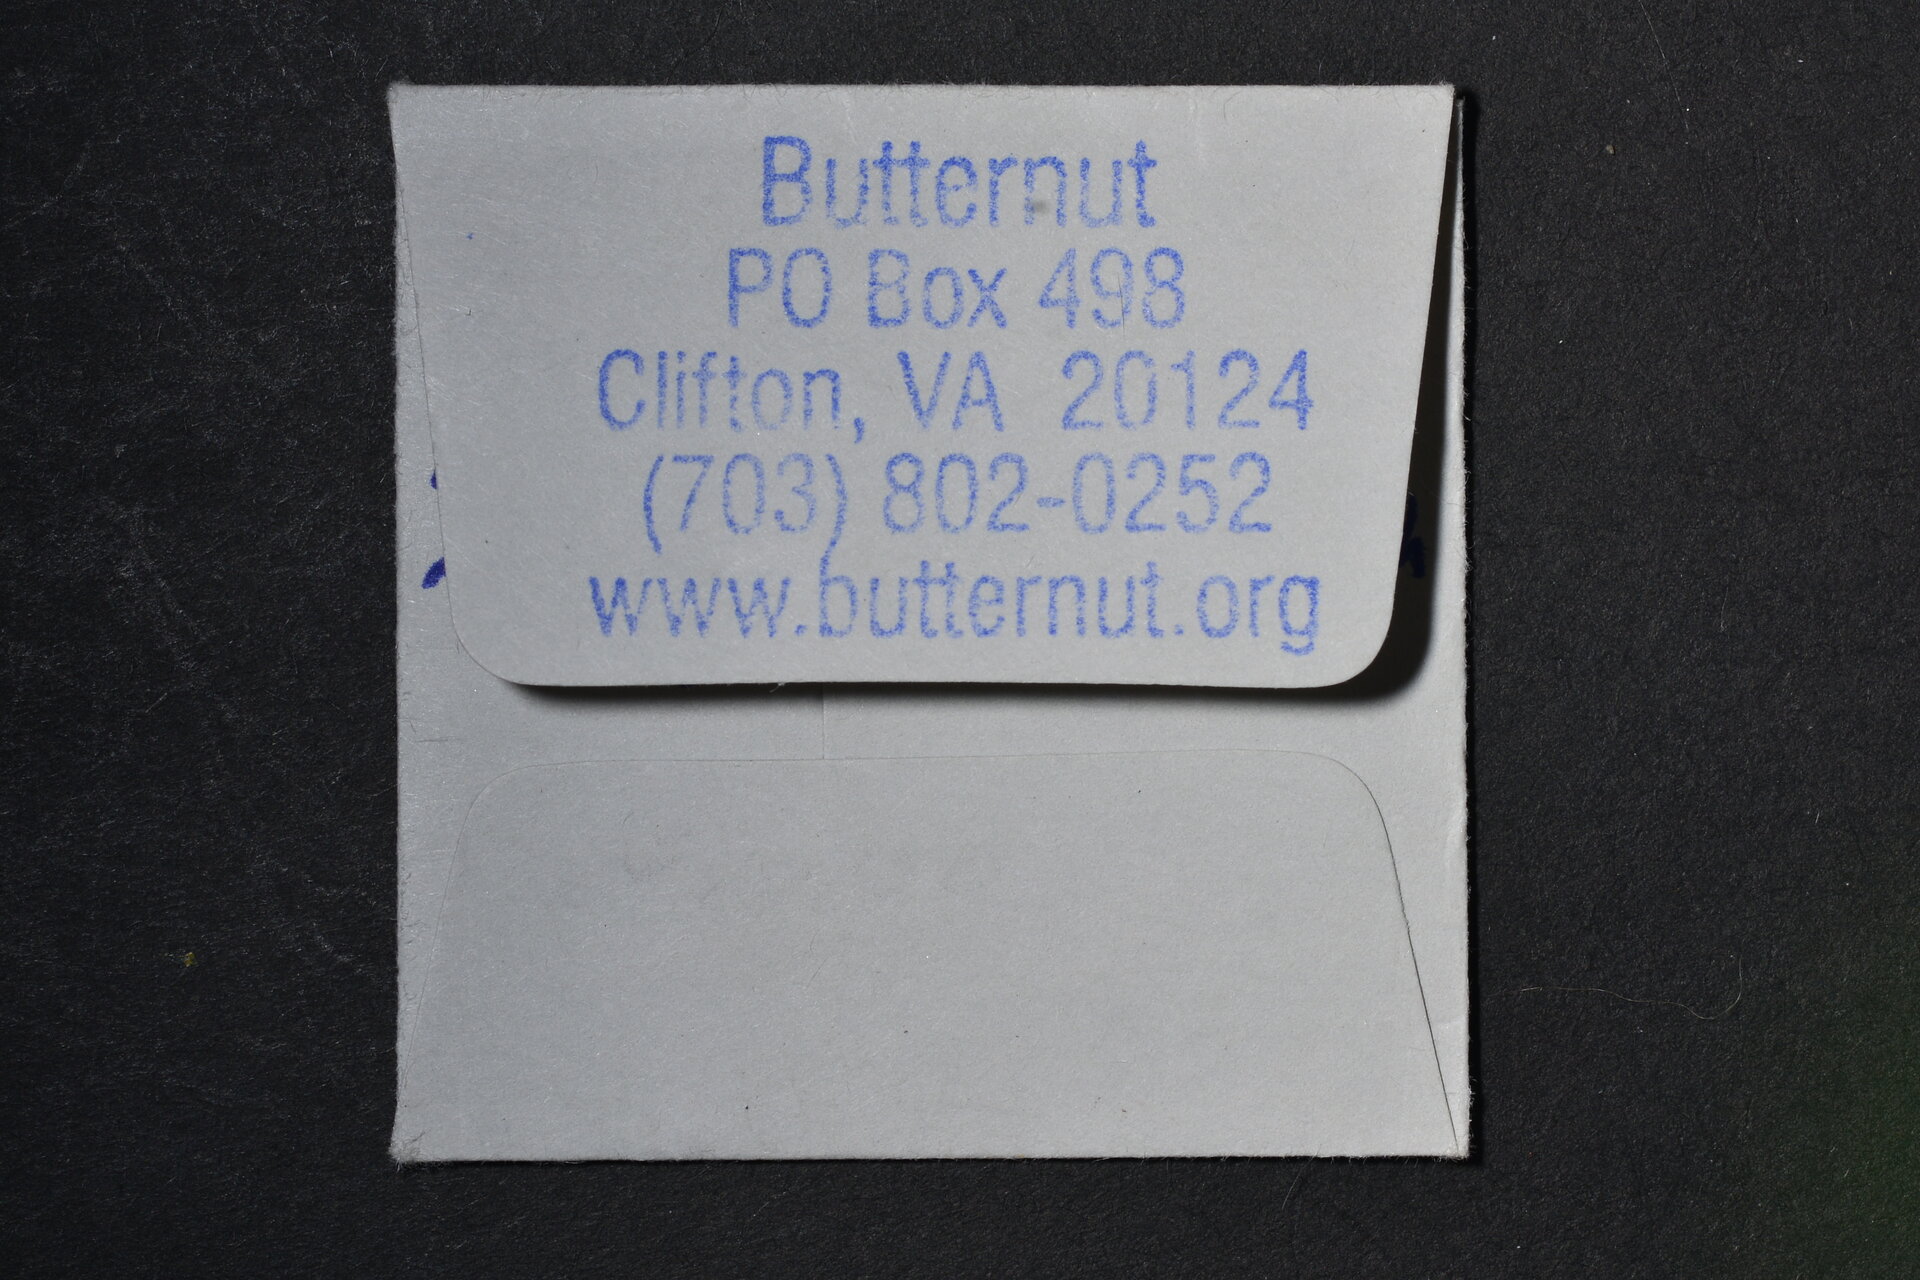 Butternut
PO Box 498
Clifton, VA 20124
(703) 802-0252
www.butternut.org